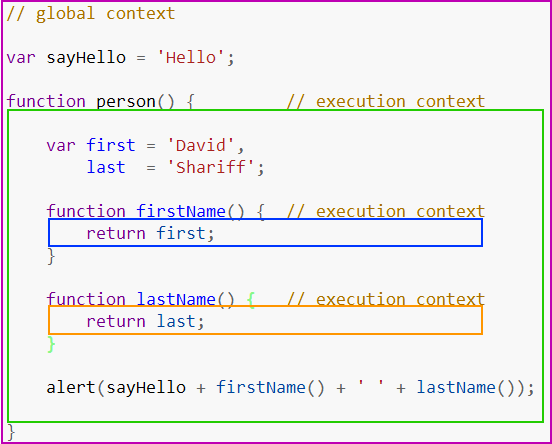 // global context
var sayHello = 'Hello';
function person() {         // execution context
    var first = 'David',
        last  = 'Shariff';
    function firstName() {  // execution context
        return first;
    }
    function lastName() {   // execution context
        return last;
    }
    alert(sayHello + firstName() + ' ' + lastName());
}